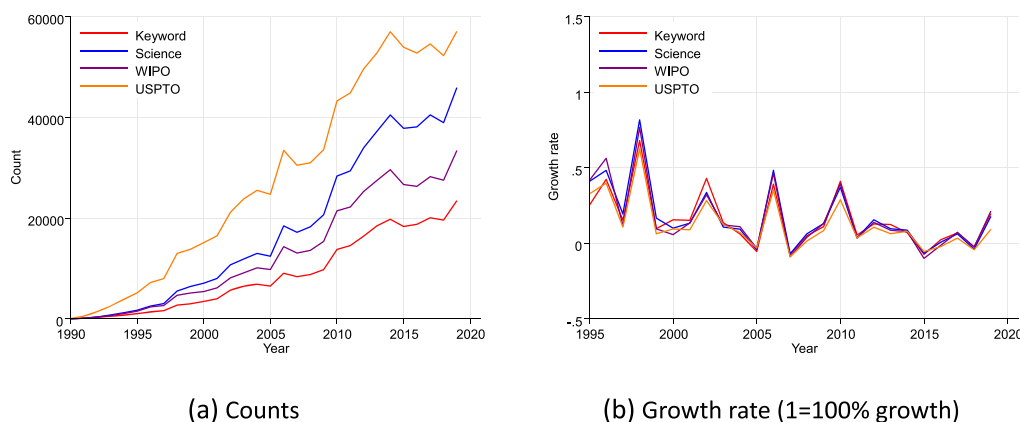 60000
40000
20000
0
Count
1990 1995 2000 2005 2010 2015 2020
Year
Keyword
Science
WIPO
USPTO
(a) Counts
1.5
1
.5
0
-.5
Growth rate
1995 2000 2005 2010 2015 2020
Year
Keyword
Science
WIPO
USPTO
(b) Growth rate (1=100% growth)